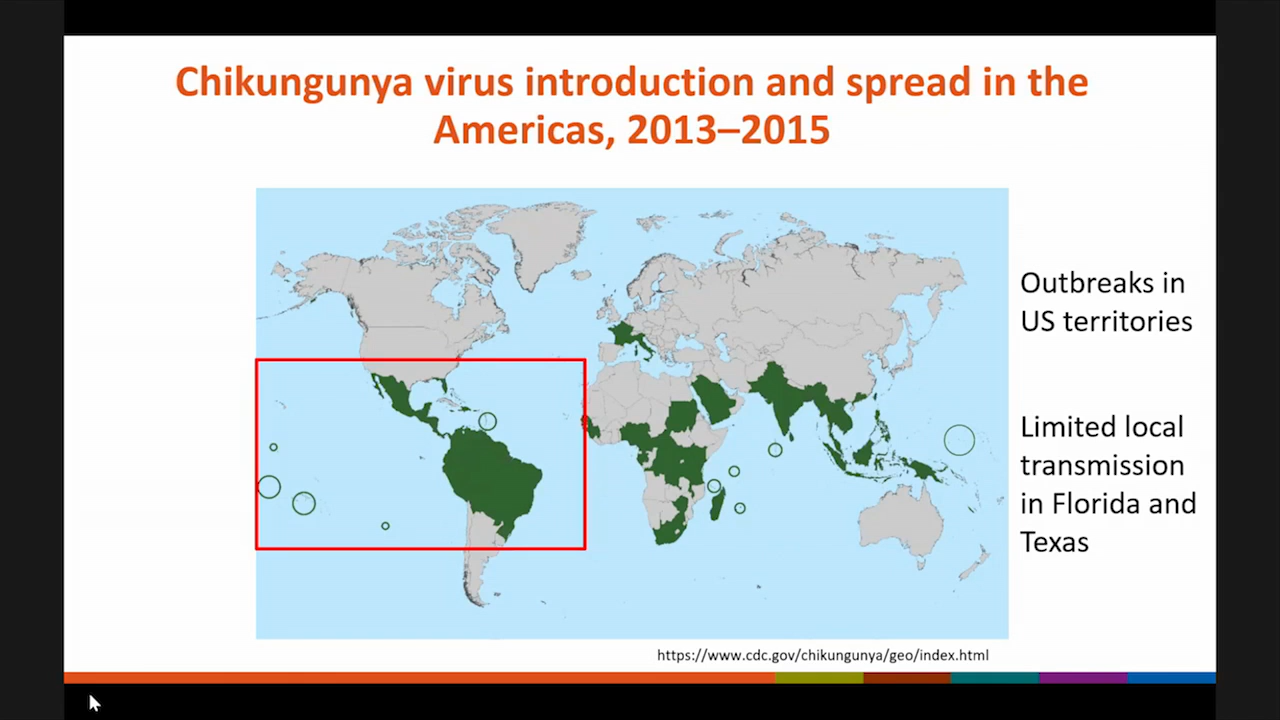 Chikungunya virus introduction and spread in the
Americas, 2013–2015
Outbreaks in
US territories
Limited local
transmission
in Florida and
Texas
https://www.cdc.gov/chikungunya/geo/index.html